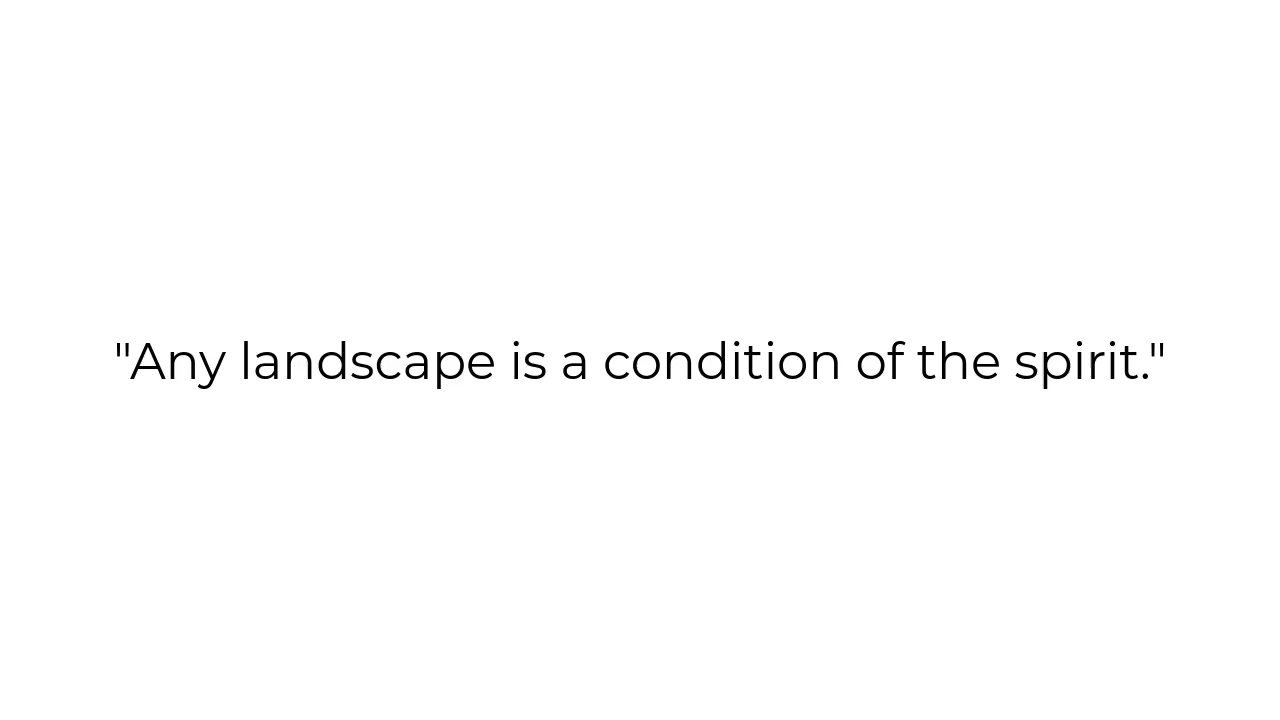 "Any landscape is a condition of the spirit."